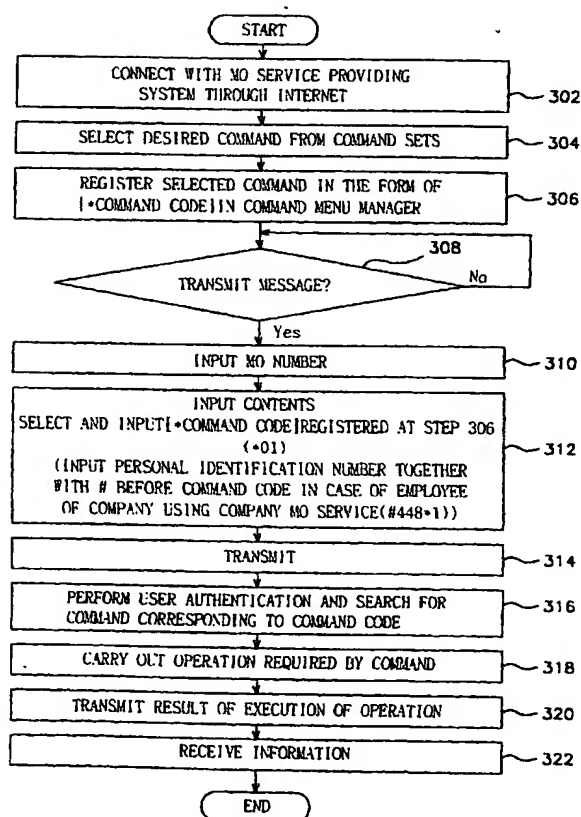 START
CONNECT WITH MO SERVICE PROVIDING
SYSTEM THROUGH INTERNET
302
SELECT DESIRED COMMAND FROM COMMAND SETS
304
REGISTER SELECTED COMMAND IN THE FORM OF
[*COMMAND CODE]IN COMMAND MENU MANAGER
306
308
TRANSMIT MESSAGE?
No
Yes
INPUT MO NUMBER
310
INPUT CONTENTS
SELECT AND INPUT[*COMMAND CODE]REGISTERED AT STEP 306
(*01)
(INPUT PERSONAL IDENTIFICATION NUMBER TOGETHER
WITH # BEFORE COMMAND CODE IN CASE OF EMPLOYEE
OF COMPANY USING COMPANY MO SERVICE(#448*1))
312
TRANSMIT
314
PERFORM USER AUTHENTICATION AND SEARCH FOR
COMMAND CORRESPONDING TO COMMAND CODE
316
CARRY OUT OPERATION REQUIRED BY COMMAND
318
TRANSMIT RESULT OF EXECUTION OF OPERATION
320
RECEIVE INFORMATION
322
END